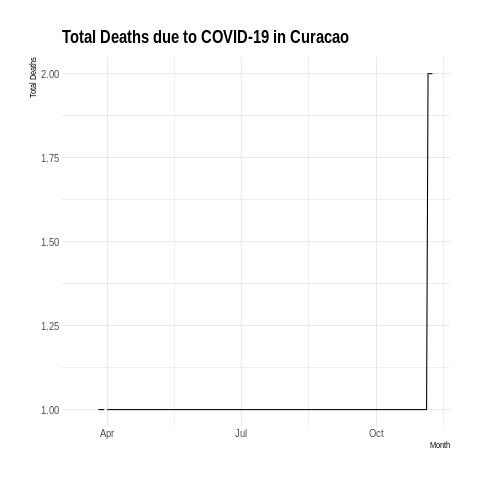 Total Deaths due to COVID-19 in Curacao
Total Deaths
2.00
1.75
1.50
1.25
1.00
Apr Jul Oct
Month